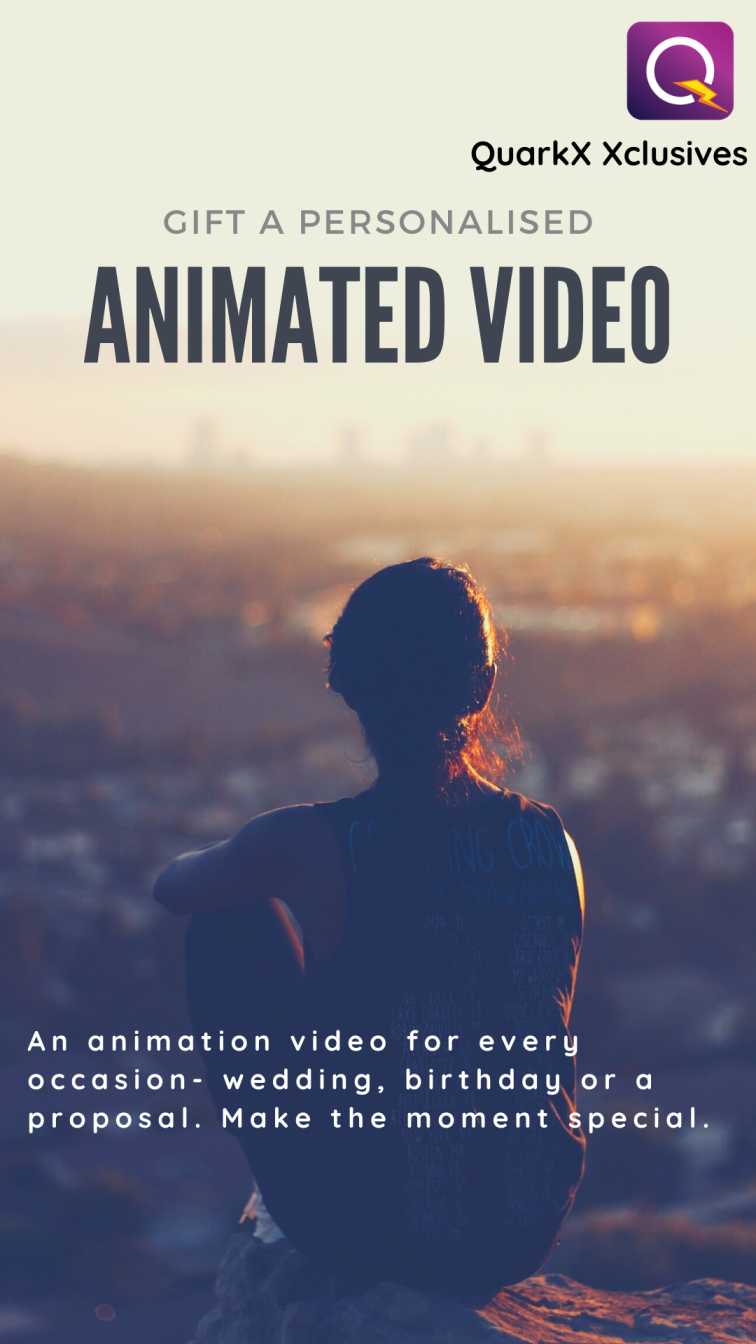 QuarkX Xclusives
GIFT A PERSONALISED
ANIMATED VIDEO
An animation video for every
occasion- wedding, birthday or a
proposal. Make the moment special.